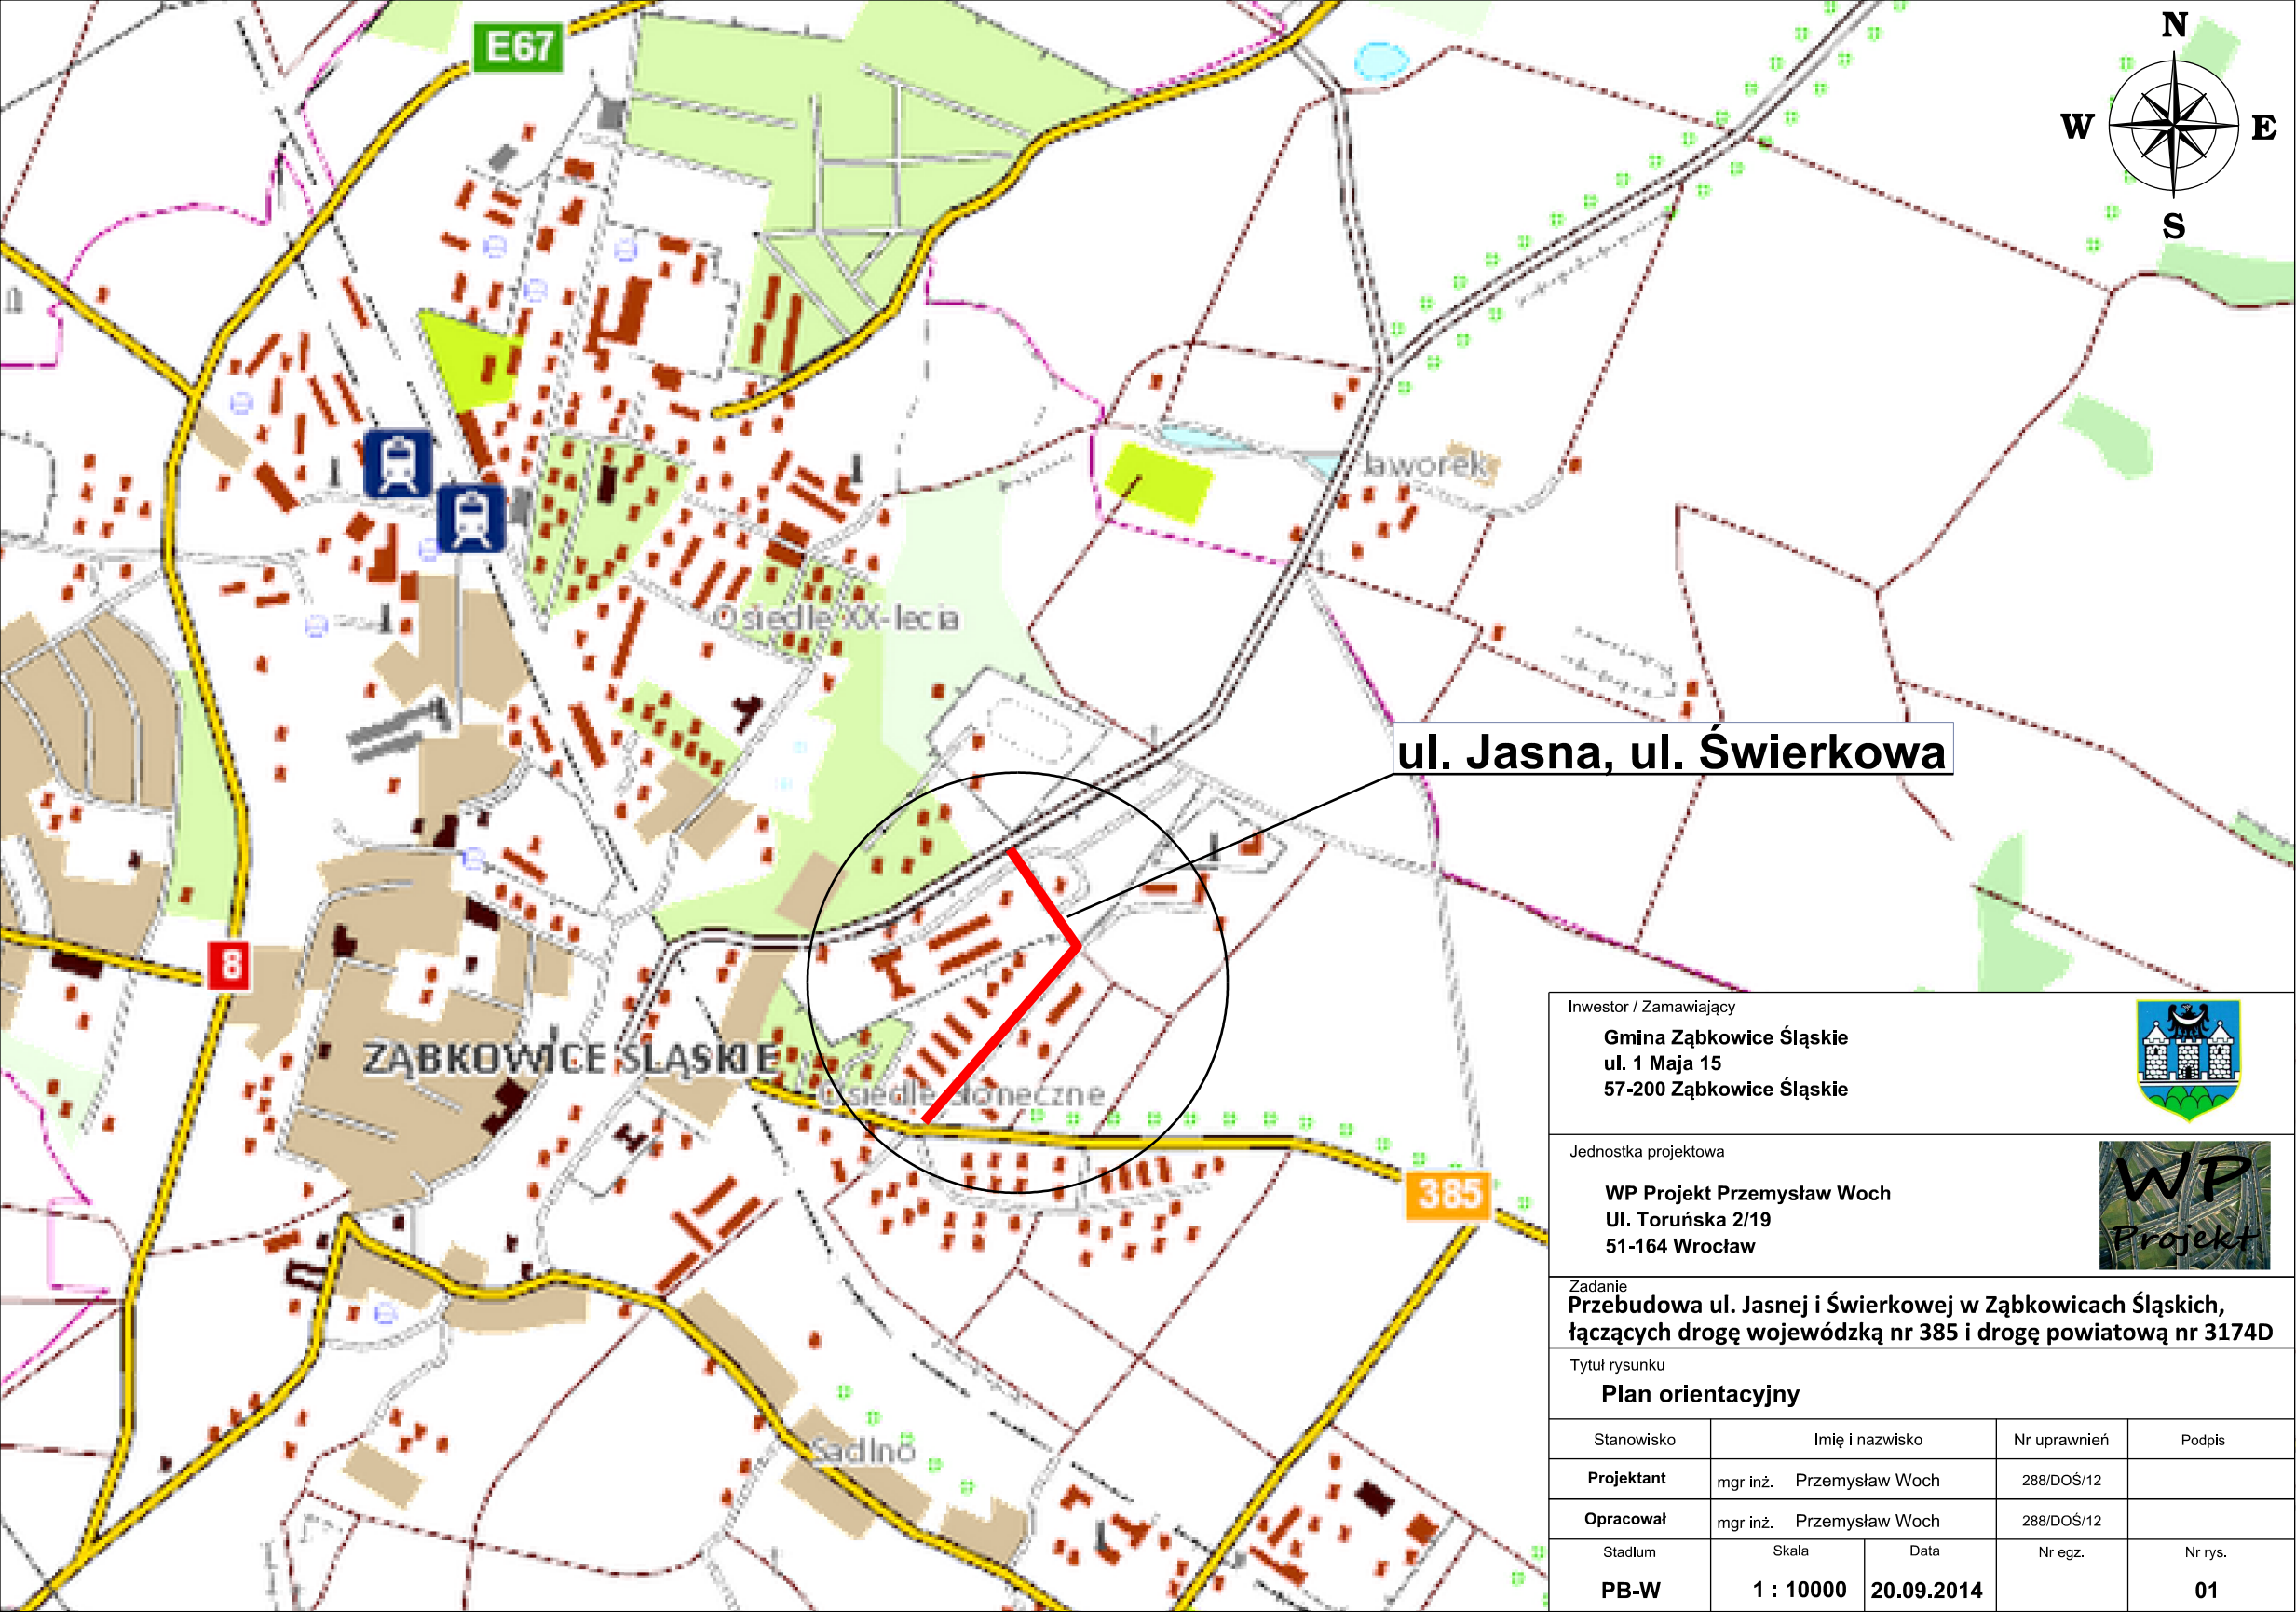 E67
N
W
E
S
Jaworek
Osiedle XX-lecia
ul. Jasna, ul. Świerkowa
8
ZĄBKOWICE ŚLĄSKIE
Osiedle Słoneczne
385
Sadlno
Inwestor / Zamawiający
Gmina Ząbkowice Śląskie
ul. 1 Maja 15
57-200 Ząbkowice Śląskie
Jednostka projektowa
WP Projekt Przemysław Woch
Ul. Toruńska 2/19
51-164 Wrocław
WP
Projekt
Zadanie
Przebudowa ul. Jasnej i Świerkowej w Ząbkowicach Śląskich,
łączących drogę wojewódzką nr 385 i drogę powiatową nr 3174D
Tytuł rysunku
Plan orientacyjny
Stanowisko Imię i nazwisko Nr uprawnień Podpis
Projektant mgr inż. Przemysław Woch 288/DOŚ/12
Opracował mgr inż. Przemysław Woch 288/DOŚ/12
Stadium Skala Data Nr egz. Nr rys.
PB-W 1 : 10000 20.09.2014 01